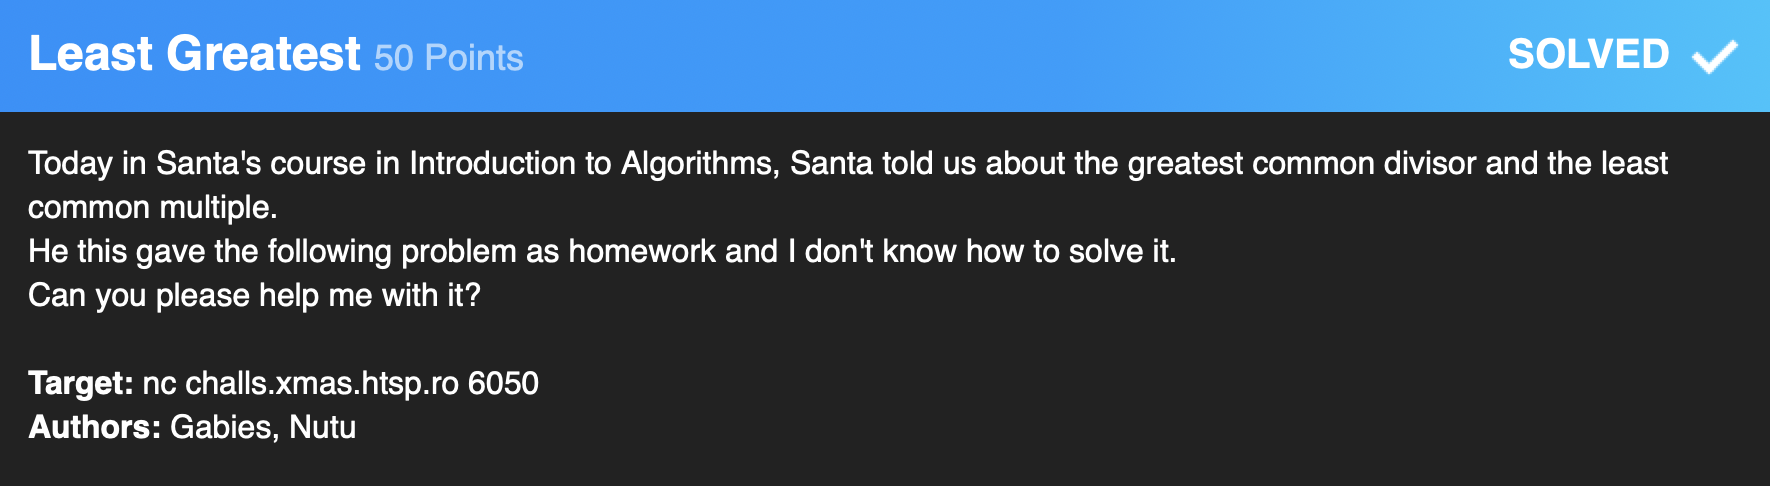 Least Greatest 50 Points SOLVED
Today in Santa's course in Introduction to Algorithms, Santa told us about the greatest common divisor and the least
common multiple.
He this gave the following problem as homework and I don't know how to solve it.
Can you please help me with it?
Target: nc challs.xmas.htsp.ro 6050
Authors: Gabies, Nutu